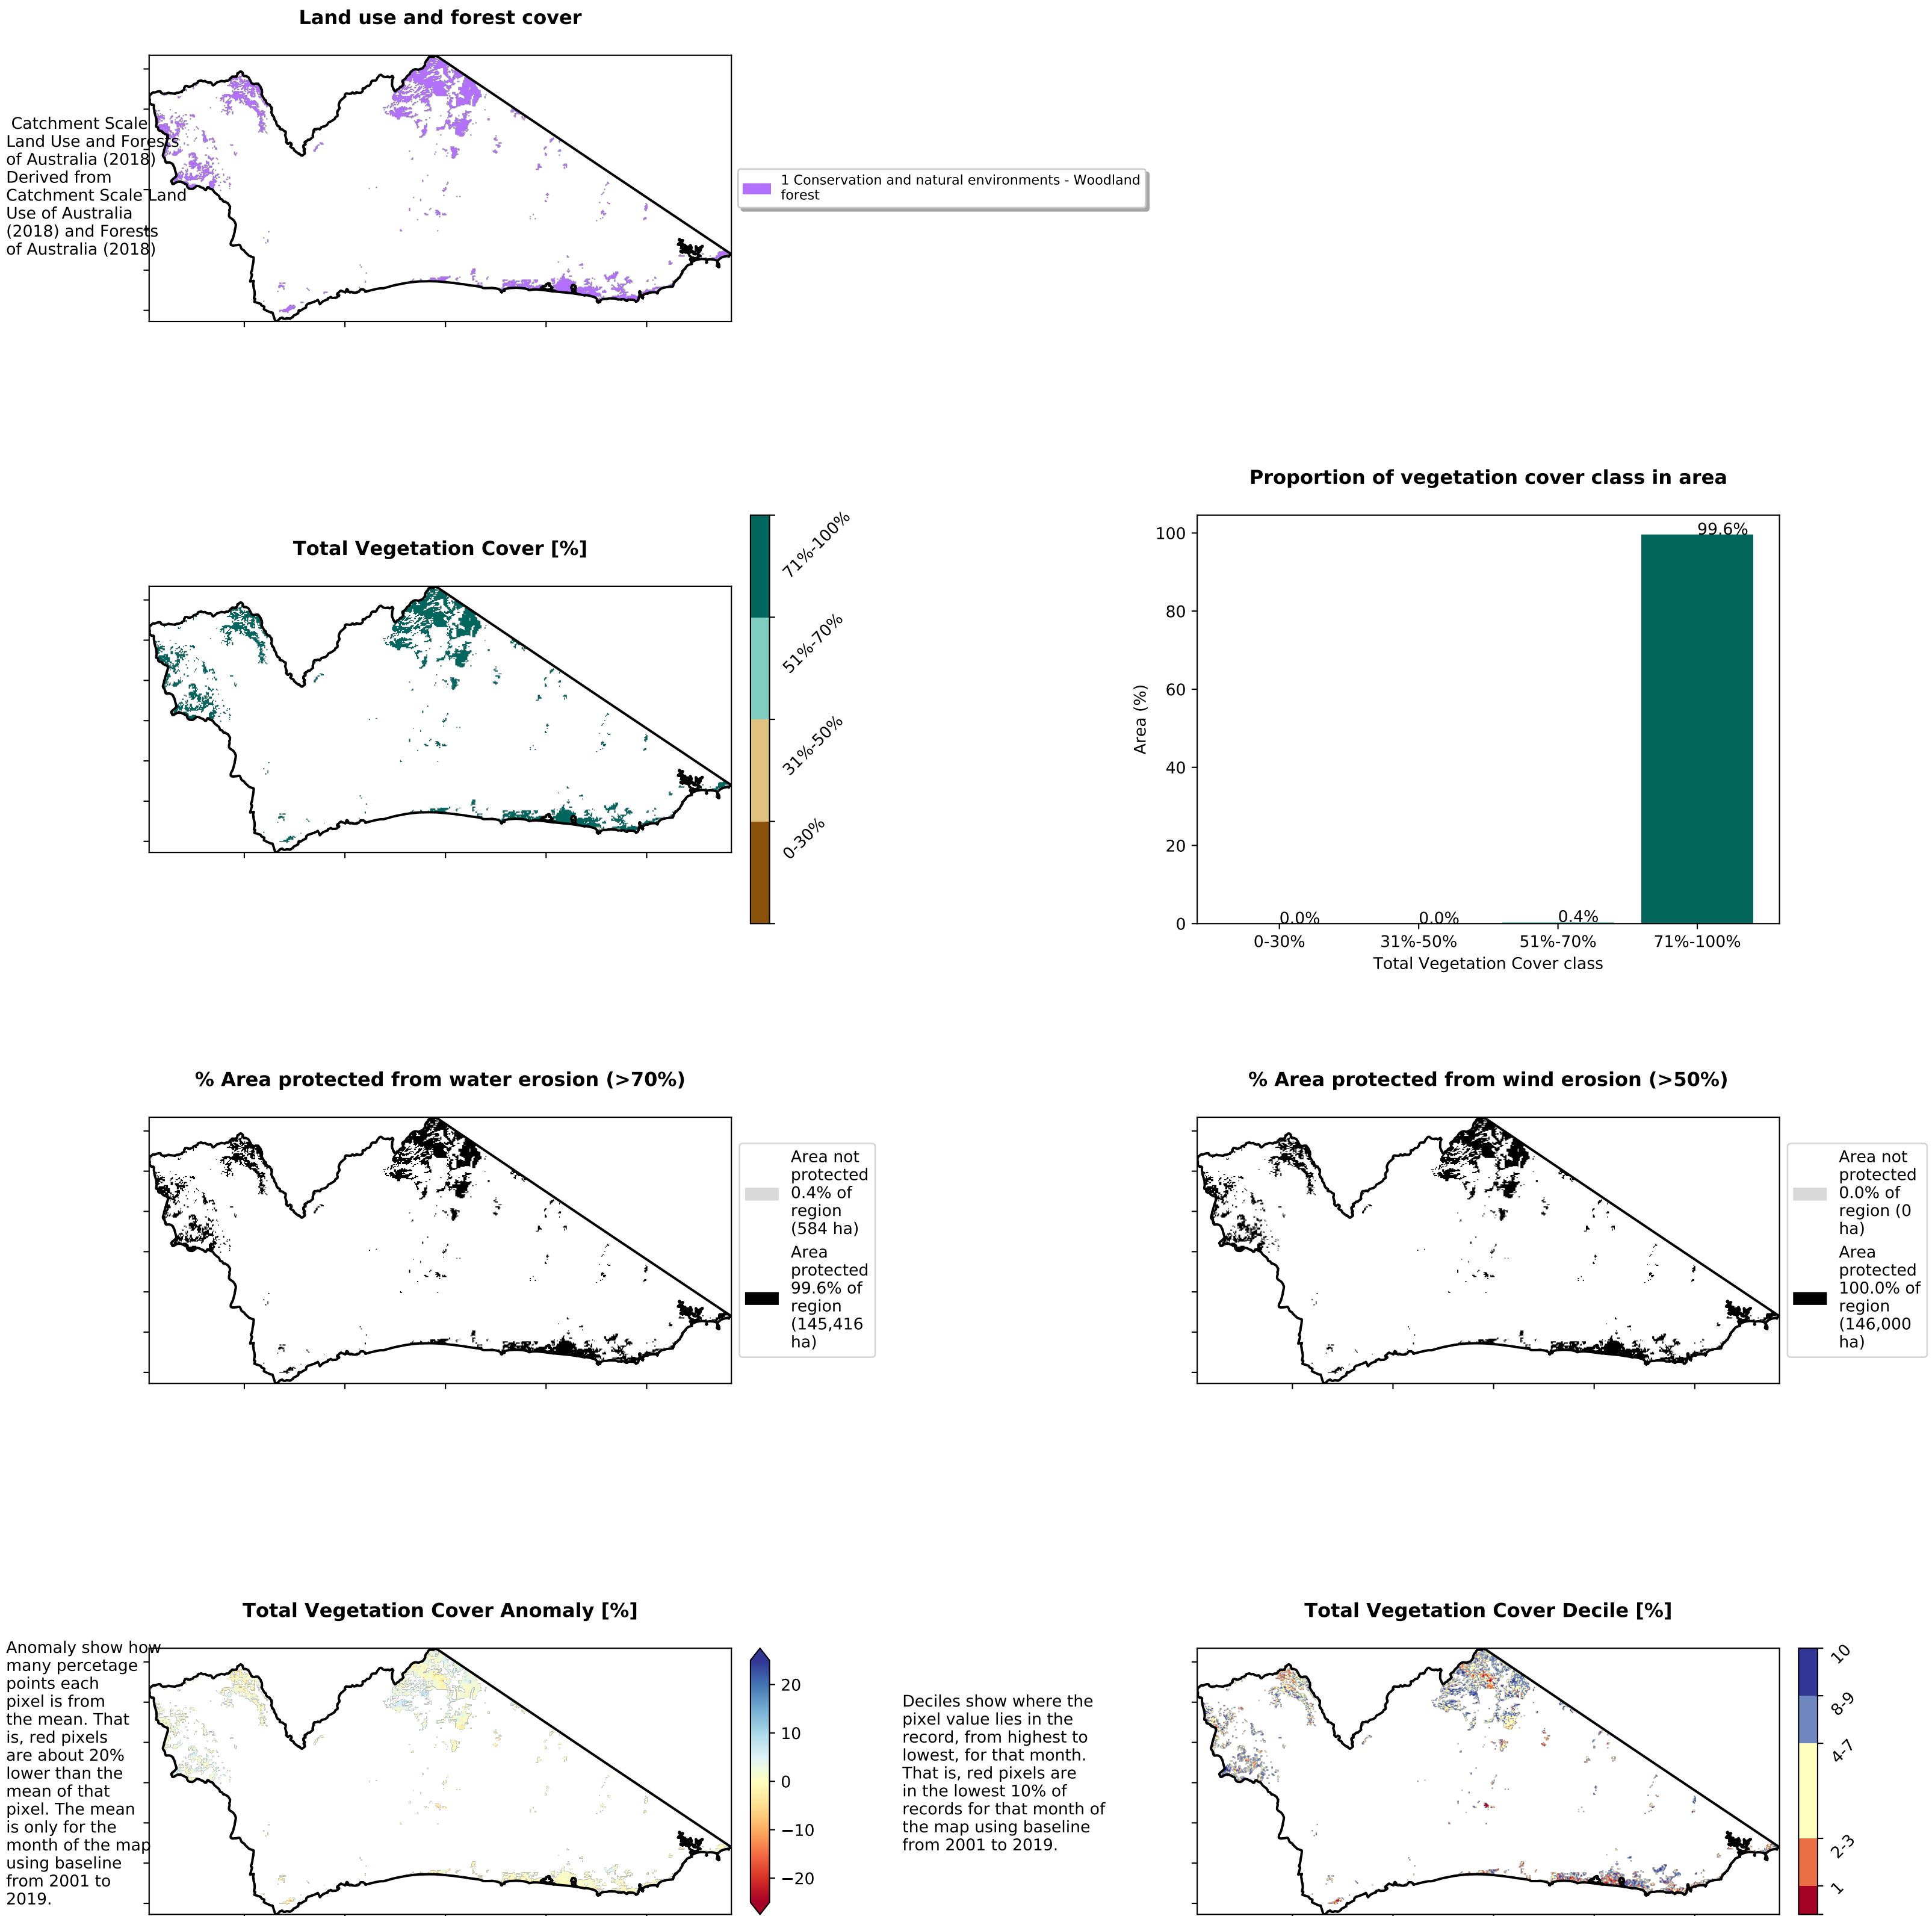 Land use and forest cover
Catchment Scale
Land Use and Forests
of Australia (2018)
Derived from
Catchment Scale Land
Use of Australia
(2018) and Forests
of Australia (2018)
1 Conservation and natural environments - Woodland
forest
Total Vegetation Cover [%]
71%-100%
51%-70%
31%-50%
0-30%
Proportion of vegetation cover class in area
Area (%)
100
80
60
40
20
0
0.0%
0.0%
0.4%
99.6%
0-30%
31%-50%
51%-70%
71%-100%
Total Vegetation Cover class
% Area protected from water erosion (>70%)
Area not
protected
0.4% of
region
(584 ha)
Area
protected
99.6% of
region
(145,416
ha)
% Area protected from wind erosion (>50%)
Area not
protected
0.0% of
region (0
ha)
Area
protected
100.0% of
region
(146,000
ha)
Total Vegetation Cover Anomaly [%]
Anomaly show how
many percetage
points each
pixel is from
the mean. That
is, red pixels
are about 20%
lower than the
mean of that
pixel. The mean
is only for the
month of the map
using baseline
from 2001 to
2019.
20
10
0
−10
−20
Total Vegetation Cover Decile [%]
Deciles show where the
pixel value lies in the
record, from highest to
lowest, for that month.
That is, red pixels are
in the lowest 10% of
records for that month of
the map using baseline
from 2001 to 2019.
10
8-9
4-7
2-3
1